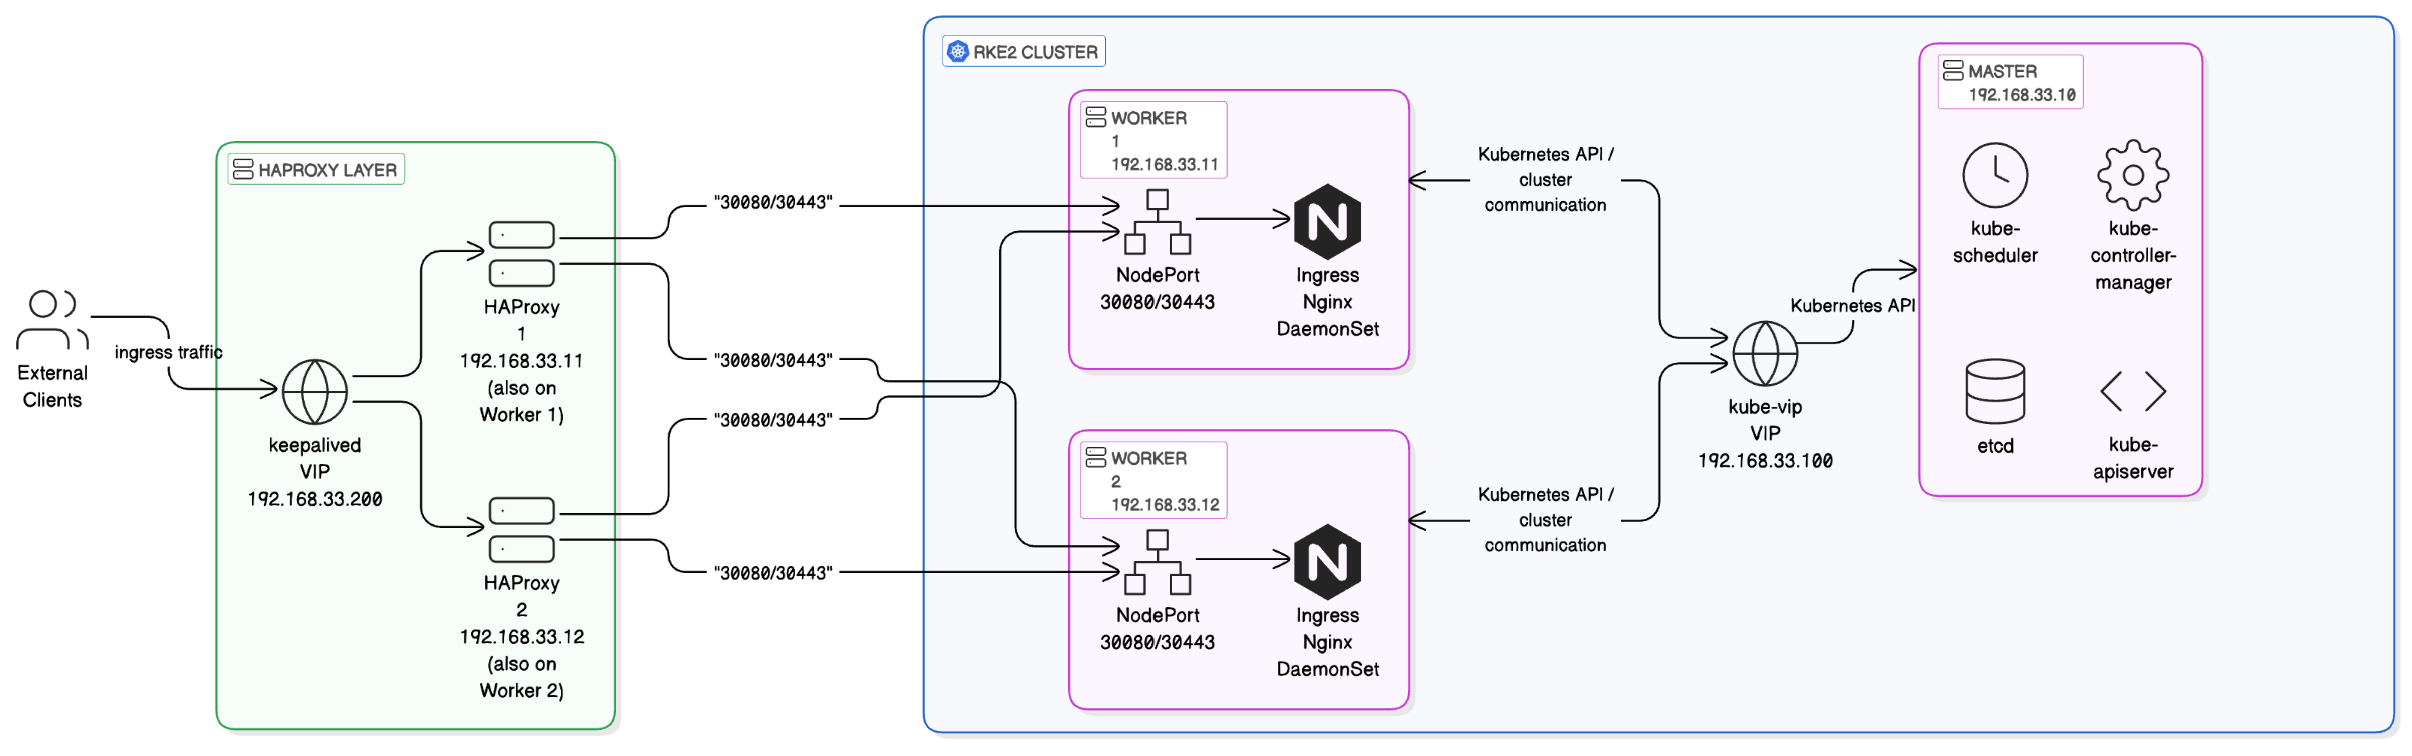 RKE2 CLUSTER
MASTER
192.168.33.10
WORKER
1
192.168.33.11
HAPROXY LAYER
Kubernetes API /
cluster
communication
"30080/30443"
kube-
scheduler
kube-
controller-
manager
NodePort
30080/30443
Ingress
Nginx
DaemonSet
HAProxy
1
192.168.33.11
(also on
Worker 1)
Kubernetes API
ingress traffic
External
Clients
"30080/30443"
"30080/30443"
keepalived
VIP
192.168.33.200
kube-vip
VIP
192.168.33.100
etcd
kube-
apiserver
WORKER
2
192.168.33.12
Kubernetes API /
cluster
communication
"30080/30443"
HAProxy
2
192.168.33.12
(also on
Worker 2)
NodePort
30080/30443
Ingress
Nginx
DaemonSet